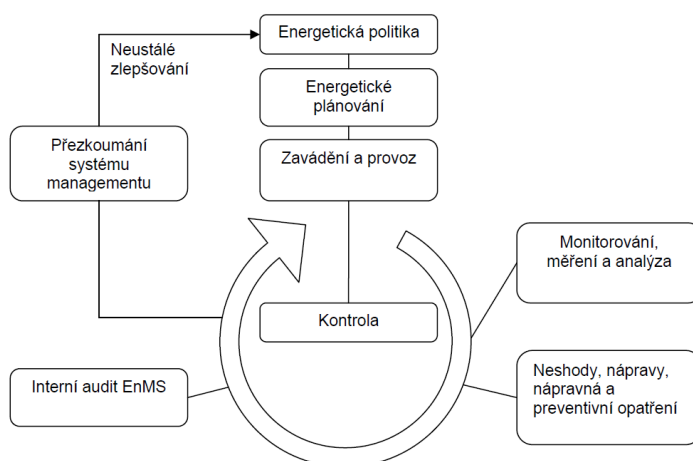 Energetická politika
Neustálé
zlepšování
Energetické
plánování
Přezkoumání
systému
managementu
Zavádění a provoz
Monitorování,
měření a analýza
Kontrola
Interní audit EnMS
Neshody, nápravy,
nápravná a
preventivní opatření